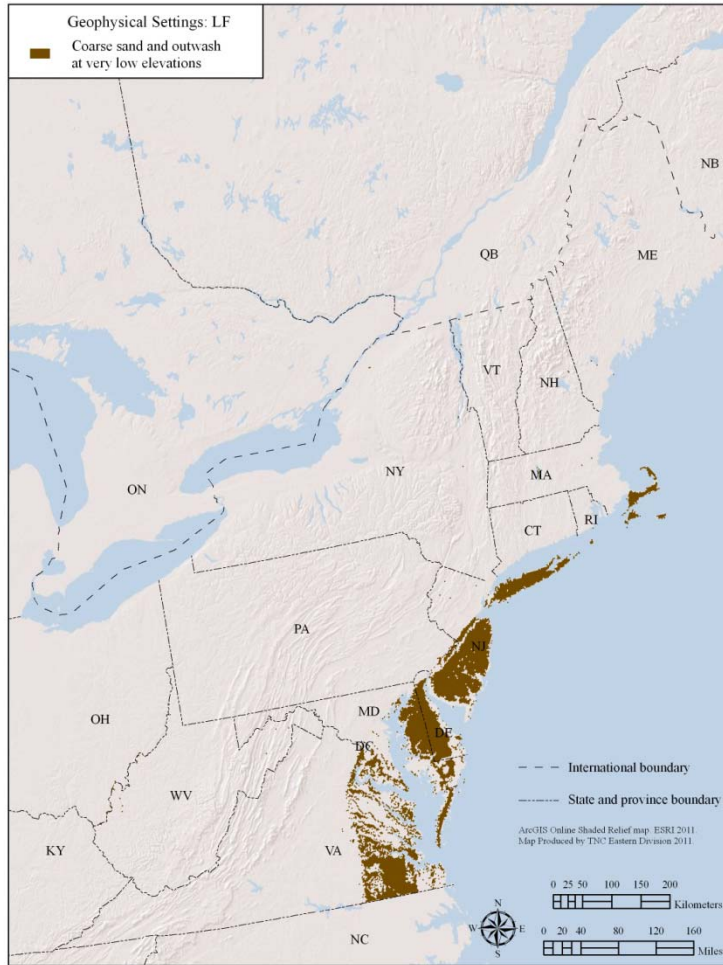 Geophysical Settings: LF
Coarse sand and outwash
at very low elevations
NB
QB
ME
VT
NH
ON
NY
MA
CT
RI
PA
NJ
OH
MD
DE
DC
WV
KY
VA
NC
International boundary
State and province boundary
ArcGIS Online Shaded Relief map. ESRI 2011.
Map Produced by TNC Eastern Division 2011.
0 25 50 100 150 200
Kilometers
N
W E
S
0 20 40 80 120 160
Miles